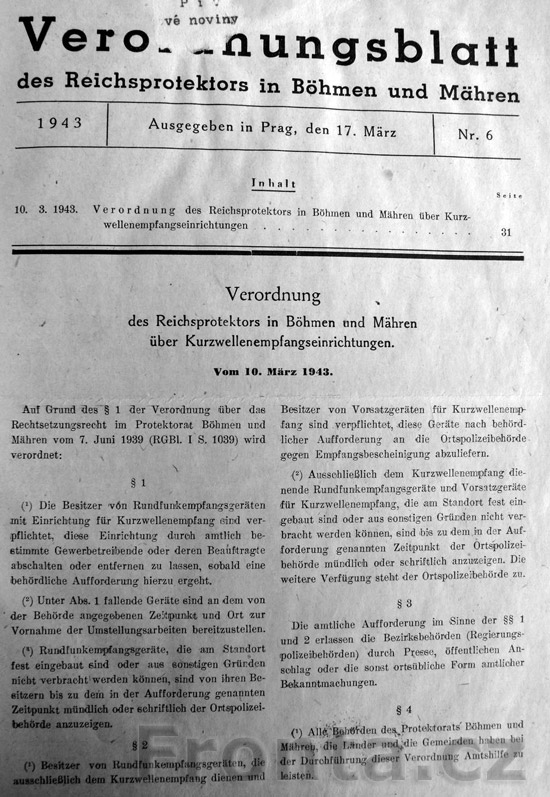 vé noviny
Vero nungsblatt
des Reichsprotektors in Böhmen und Mähren
1943 Ausgegeben in Prag, den 17. März Nr. 6
Inhalt
Seite
10. 3. 1943. Verordnung des Reichsprotektors in Böhmen und Mähren über Kurz-
wellenempfangseinrichtungen . . . . . . . . . . . . . . . . 31
Verordnung
des Reichsprotektors in Böhmen und Mähren
über Kurzwellenempfangseinrichtungen.
Vom 10. März 1943.
Auf Grund des § 1 der Verordnung über das
Rechtsetzungsrecht im Protektorat Böhmen und
Mähren vom 7. Juni 1939 (RGBl. I S. 1039) wird
verordnet:
§ 1
(¹) Die Besitzer von Rundfunkempfangsgeräten
mit Einrichtung für Kurzwellenempfang sind ver-
pflichtet, diese Einrichtung durch amtlich be-
stimmte Gewerbetreibende oder deren Beauftragte
abschalten oder entfernen zu lassen, sobald eine
behördliche Aufforderung hierzu ergeht.
(²) Unter Abs. 1 fallende Geräte sind an dem von
der Behörde angegebenen Zeitpunkt und Ort zur
Vornahme der Umstellungsarbeiten bereitzustellen.
(³) Rundfunkempfangsgeräte, die am Standort
fest eingebaut sind oder aus sonstigen Gründen
nicht verbracht werden können, sind von ihren Be-
sitzern bis zu dem in der Aufforderung genannten
Zeitpunkt mündlich oder schriftlich der Ortspolizei-
behörde anzuzeigen.
§ 2
(¹) Besitzer von Rundfunkempfangsgeräten, die
ausschließlich dem Kurzwellenempfang dienen und
Besitzer von Vorsatzgeräten für Kurzwellenemp-
fang sind verpflichtet, diese Geräte nach behörd-
licher Aufforderung an die Ortspolizeibehörde
gegen Empfangsbescheinigung abzuliefern.
(²) Ausschließlich dem Kurzwellenempfang die-
nende Rundfunkempfangsgeräte und Vorsatzgeräte
für Kurzwellenempfang, die am Standort fest ein-
gebaut sind oder aus sonstigen Gründen nicht ver-
bracht werden können, sind bis zu dem in der Auf-
forderung genannten Zeitpunkt der Ortspolizei-
behörde mündlich oder schriftlich anzuzeigen. Die
weitere Verfügung steht der Ortspolizeibehörde zu.
§ 3
Die amtliche Aufforderung im Sinne der §§ 1
und 2 erlassen die Bezirksbehörden (Regierungs-
polizeibehörden) durch Presse, öffentlichen An-
schlag oder die sonst ortsübliche Form amtlicher
Bekanntmachungen.
§ 4
(¹) Alle Behörden des Protektorats Böhmen und
Mähren, die Länder und die Gemeinden haben bei
der Durchführung dieser Verordnung Amtshilfe zu
leisten.
Fronta.cz